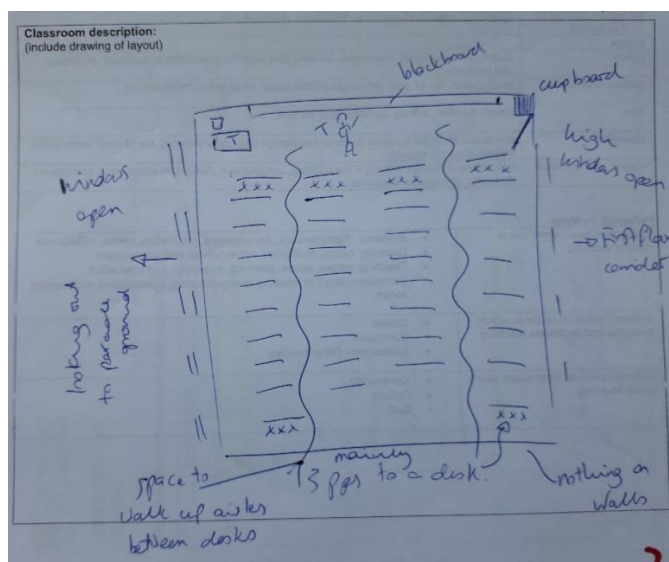 Classroom description:
(include drawing of layout)
blackboard
cupboard
T
T
high
windows open
windows
open
xxx xxx xxx xxx
→ First floor
corridor
looking out
to parade
ground
xxx xxx
mainly
3 pps to a desk.
space to
walk up aisles
between desks
nothing on
walls